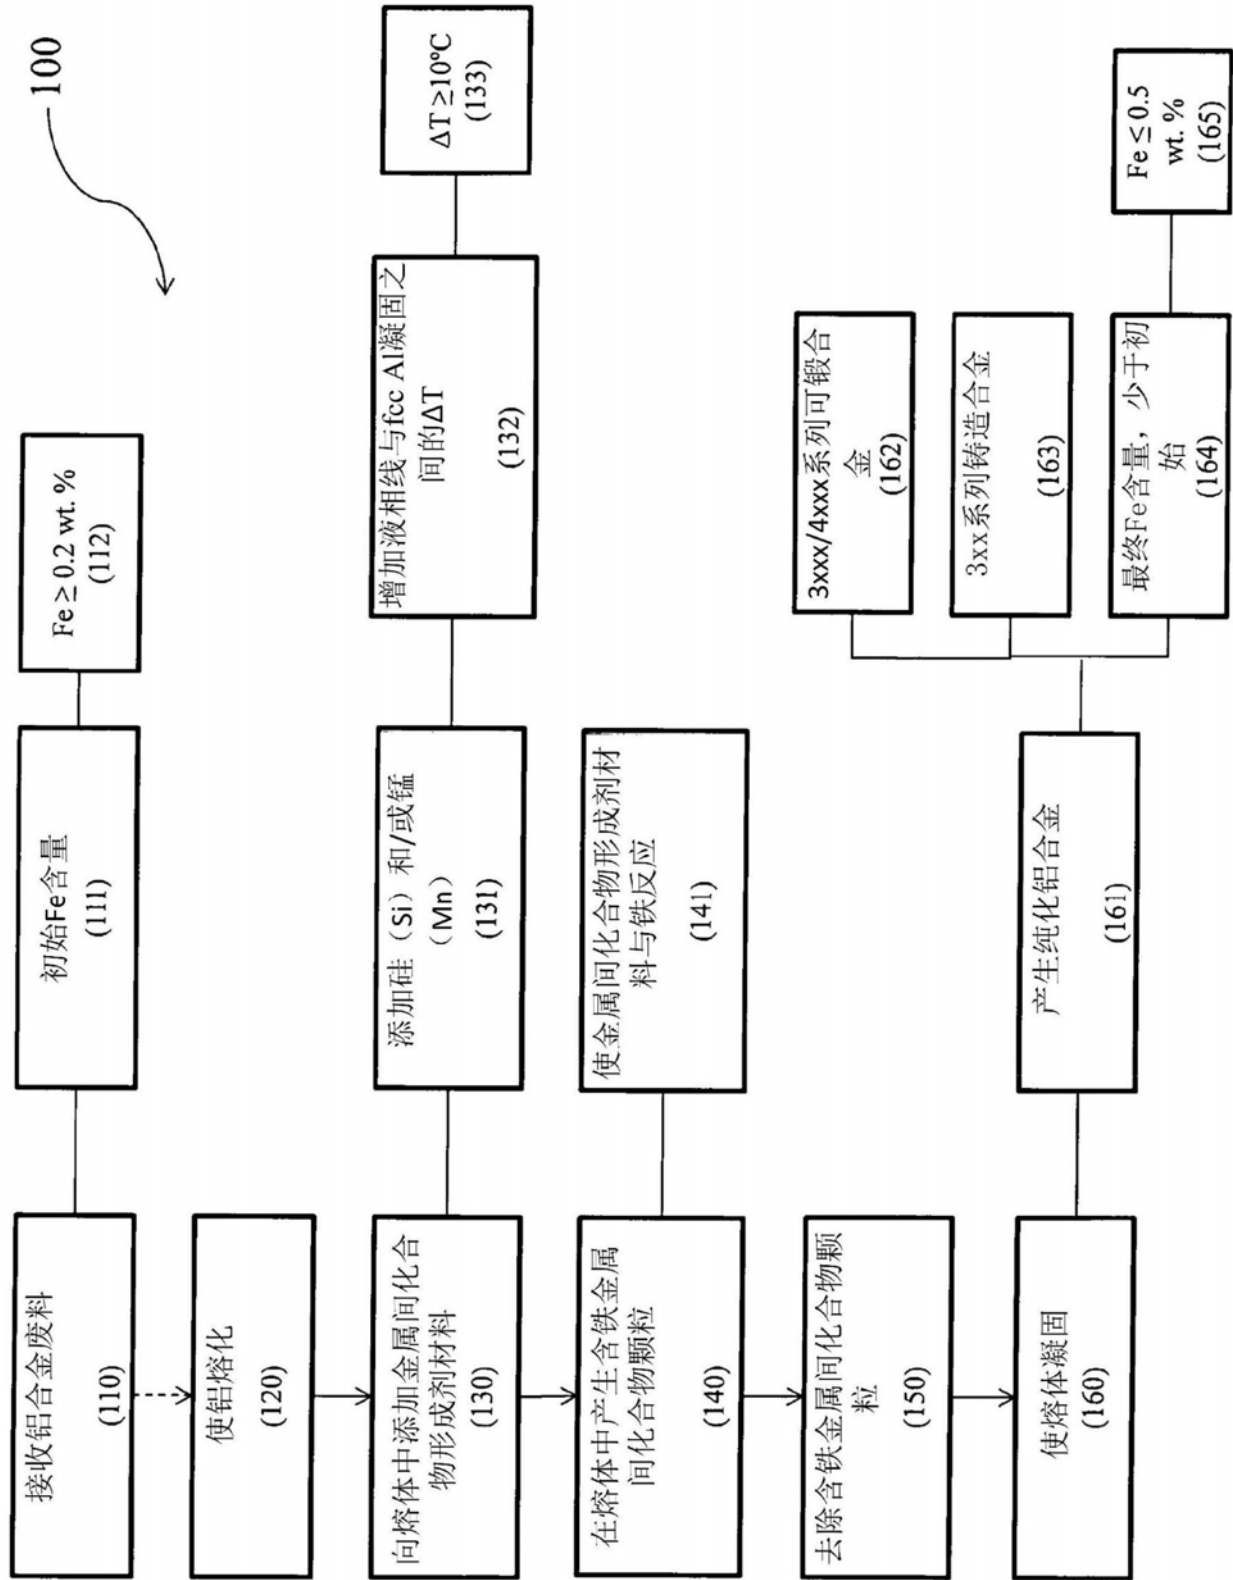 100
接收铝合金废料
(110)
初始Fe含量
(111)
Fe ≥ 0.2 wt. %
(112)
使铝熔化
(120)
向熔体中添加金属间化合
物形成剂材料
(130)
添加硅（Si）和/或锰
（Mn）
(131)
增加液相线与fcc Al凝固之
间的ΔT
(132)
ΔT ≥10℃
(133)
在熔体中产生含铁金属
间化合物颗粒
(140)
使金属间化合物形成剂材
料与铁反应
(141)
去除含铁金属间化合物颗
粒
(150)
使熔体凝固
(160)
产生纯化铝合金
(161)
3xxx/4xxx系列可锻合
金
(162)
3xx系列铸造合金
(163)
最终Fe含量，少于初
始
(164)
Fe ≤ 0.5
wt. %
(165)